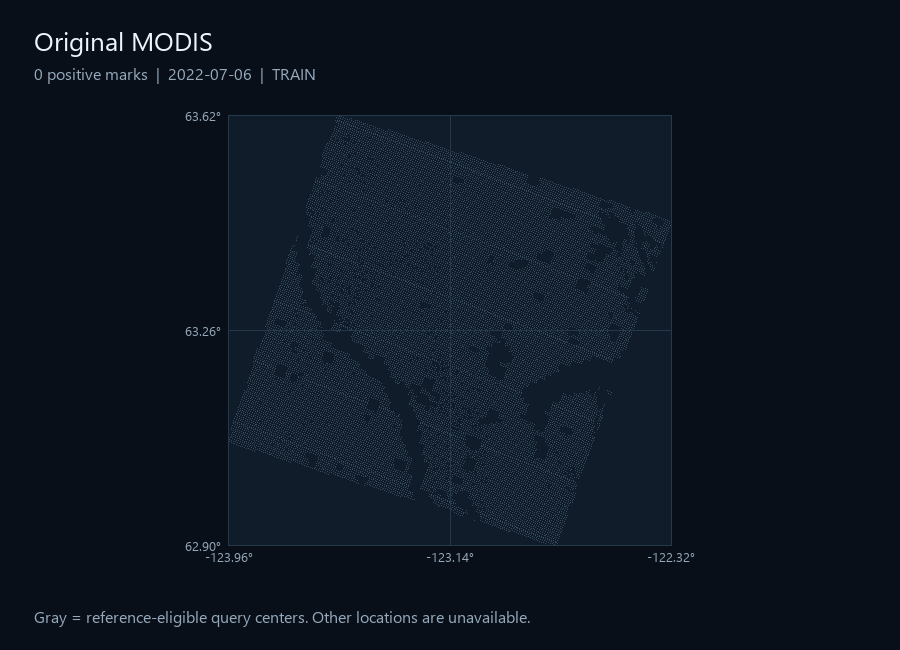 Original MODIS
0 positive marks | 2022-07-06 | TRAIN
63.62°
63.26°
62.90°
-123.96° -123.14° -122.32°
Gray = reference-eligible query centers. Other locations are unavailable.